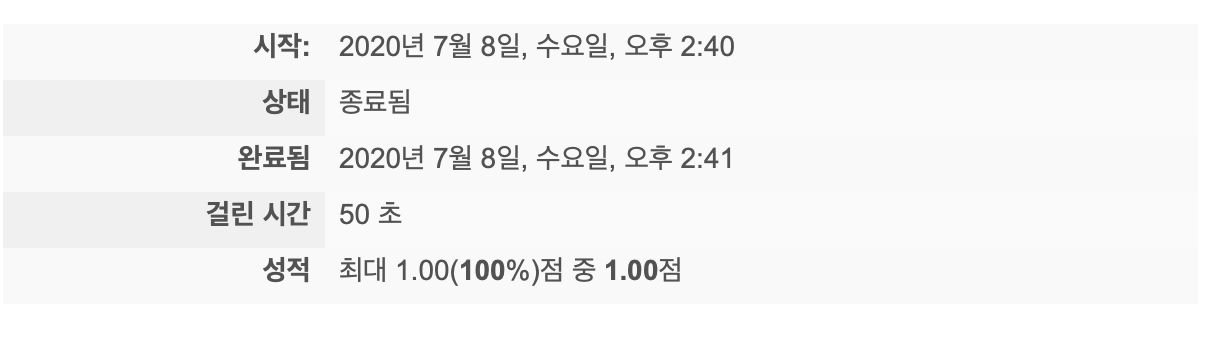 시작: 2020년 7월 8일, 수요일, 오후 2:40
상태 종료됨
완료됨 2020년 7월 8일, 수요일, 오후 2:41
걸린 시간 50 초
성적 최대 1.00(100%)점 중 1.00점